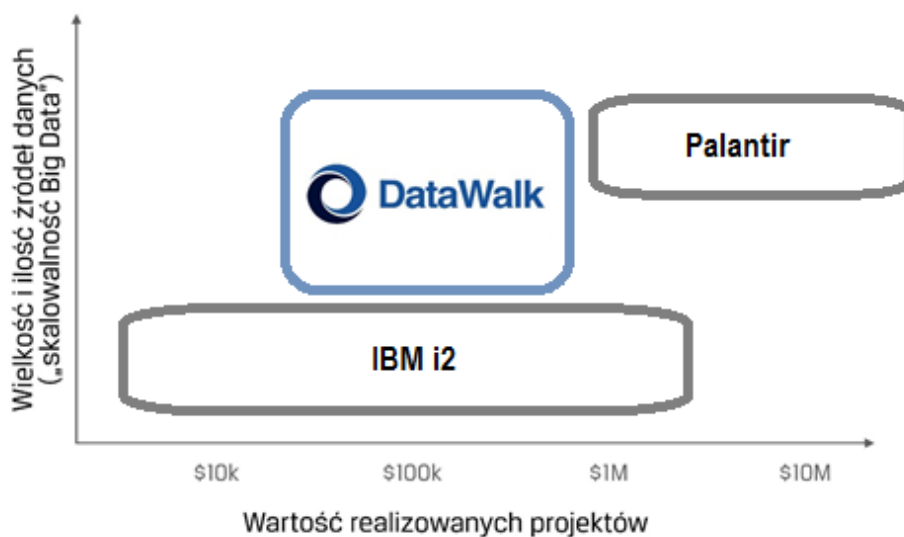 Wielkość i ilość źródeł danych
(„skalowalność Big Data”)
DataWalk
Palantir
IBM i2
$10k
$100k
$1M
$10M
Wartość realizowanych projektów